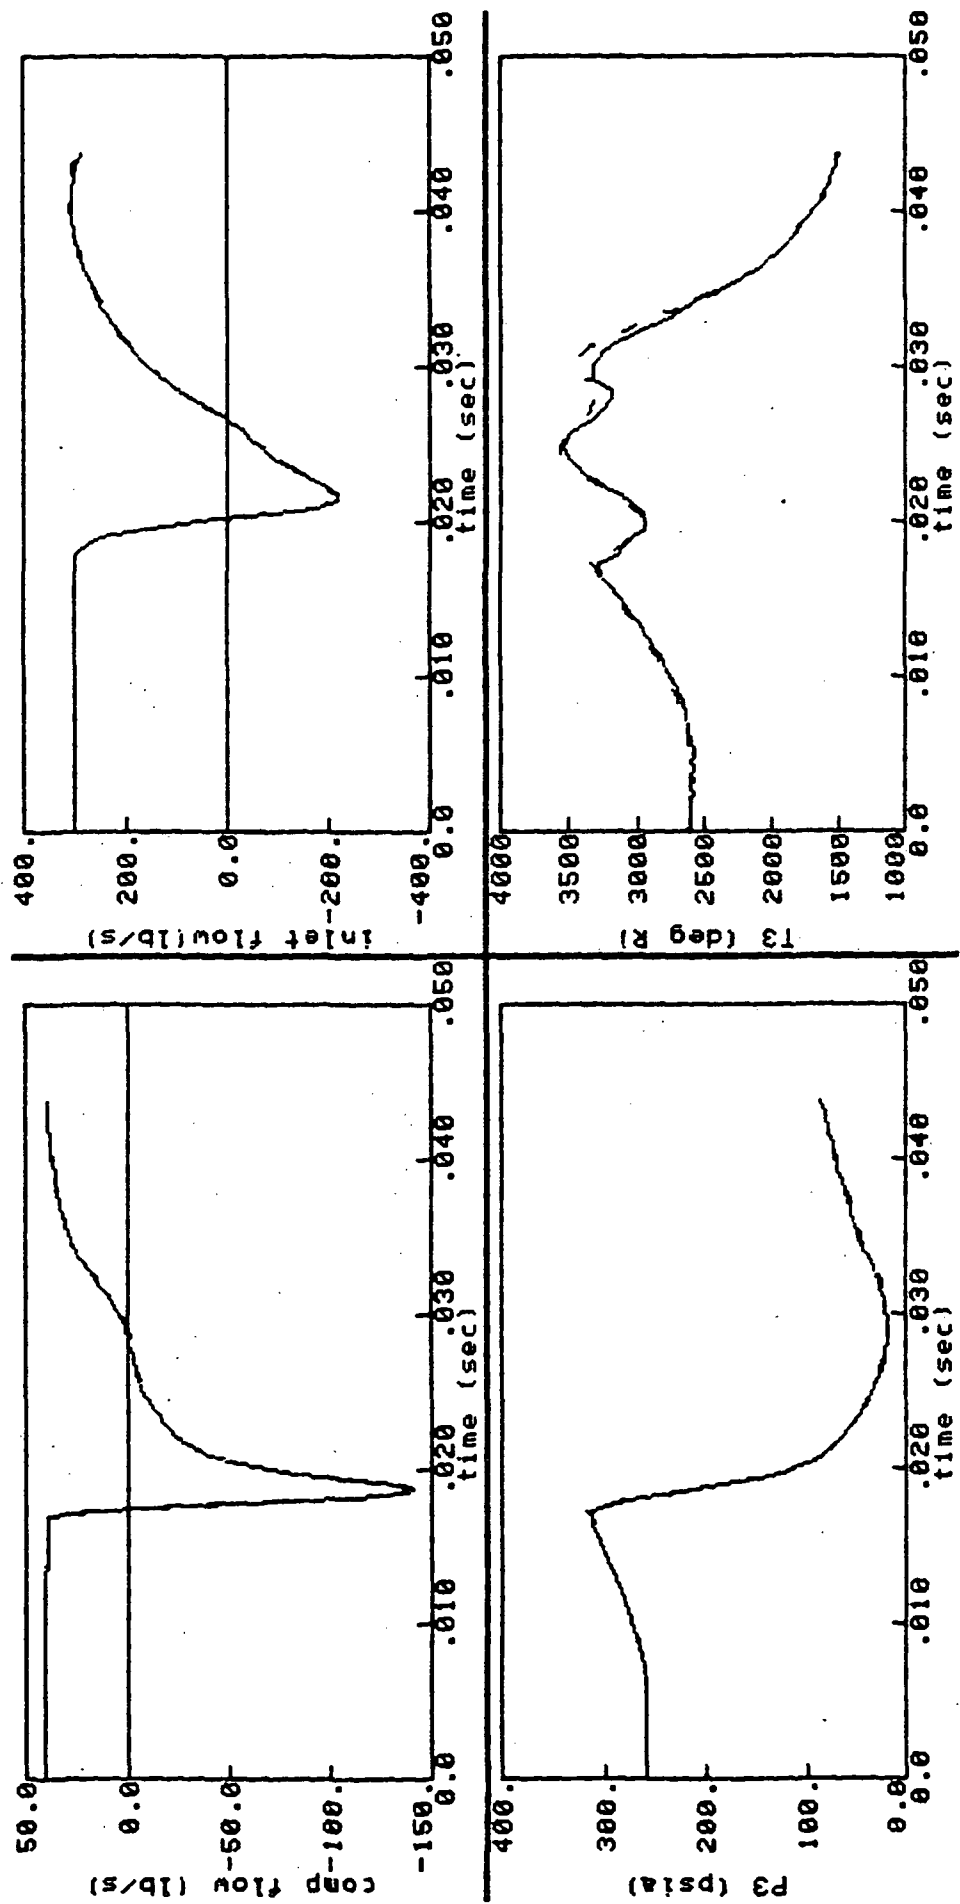 50.0
0.0
-50.0
-100.
-150.
comp flow (lb/s)
0.0 .010 .020 .030 .040 .050
time (sec)
400.
200.
0.0
-200.
-400.
inlet flow(lb/s)
0.0 .010 .020 .030 .040 .050
time (sec)
400.
300.
200.
100.
0.0
P3 (psia)
0.0 .010 .020 .030 .040 .050
time (sec)
4000
3500
3000
2500
2000
1500
1000
T3 (deg R)
0.0 .010 .020 .030 .040 .050
time (sec)